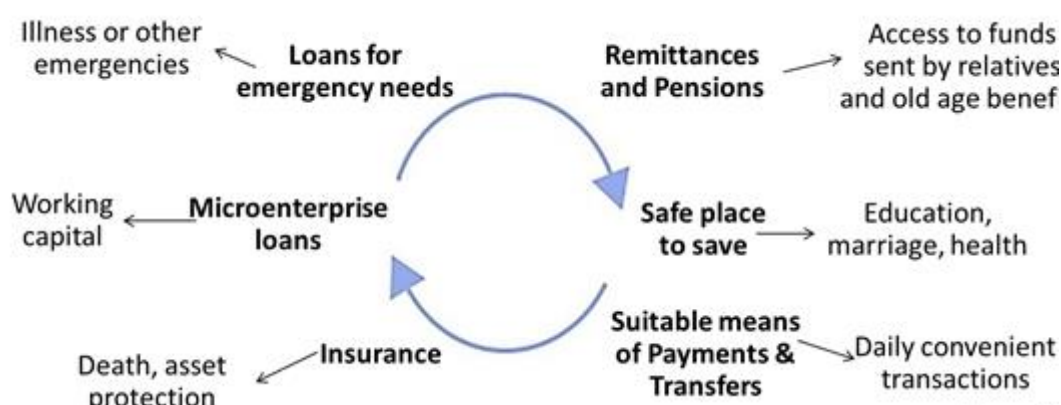 Illness or other
emergencies
Loans for
emergency needs
Remittances
and Pensions
Access to funds
sent by relatives
and old age benef
Working
capital
Microenterprise
loans
Safe place
to save
Education,
marriage, health
Death, asset
protection
Insurance
Suitable means
of Payments &
Transfers
Daily convenient
transactions